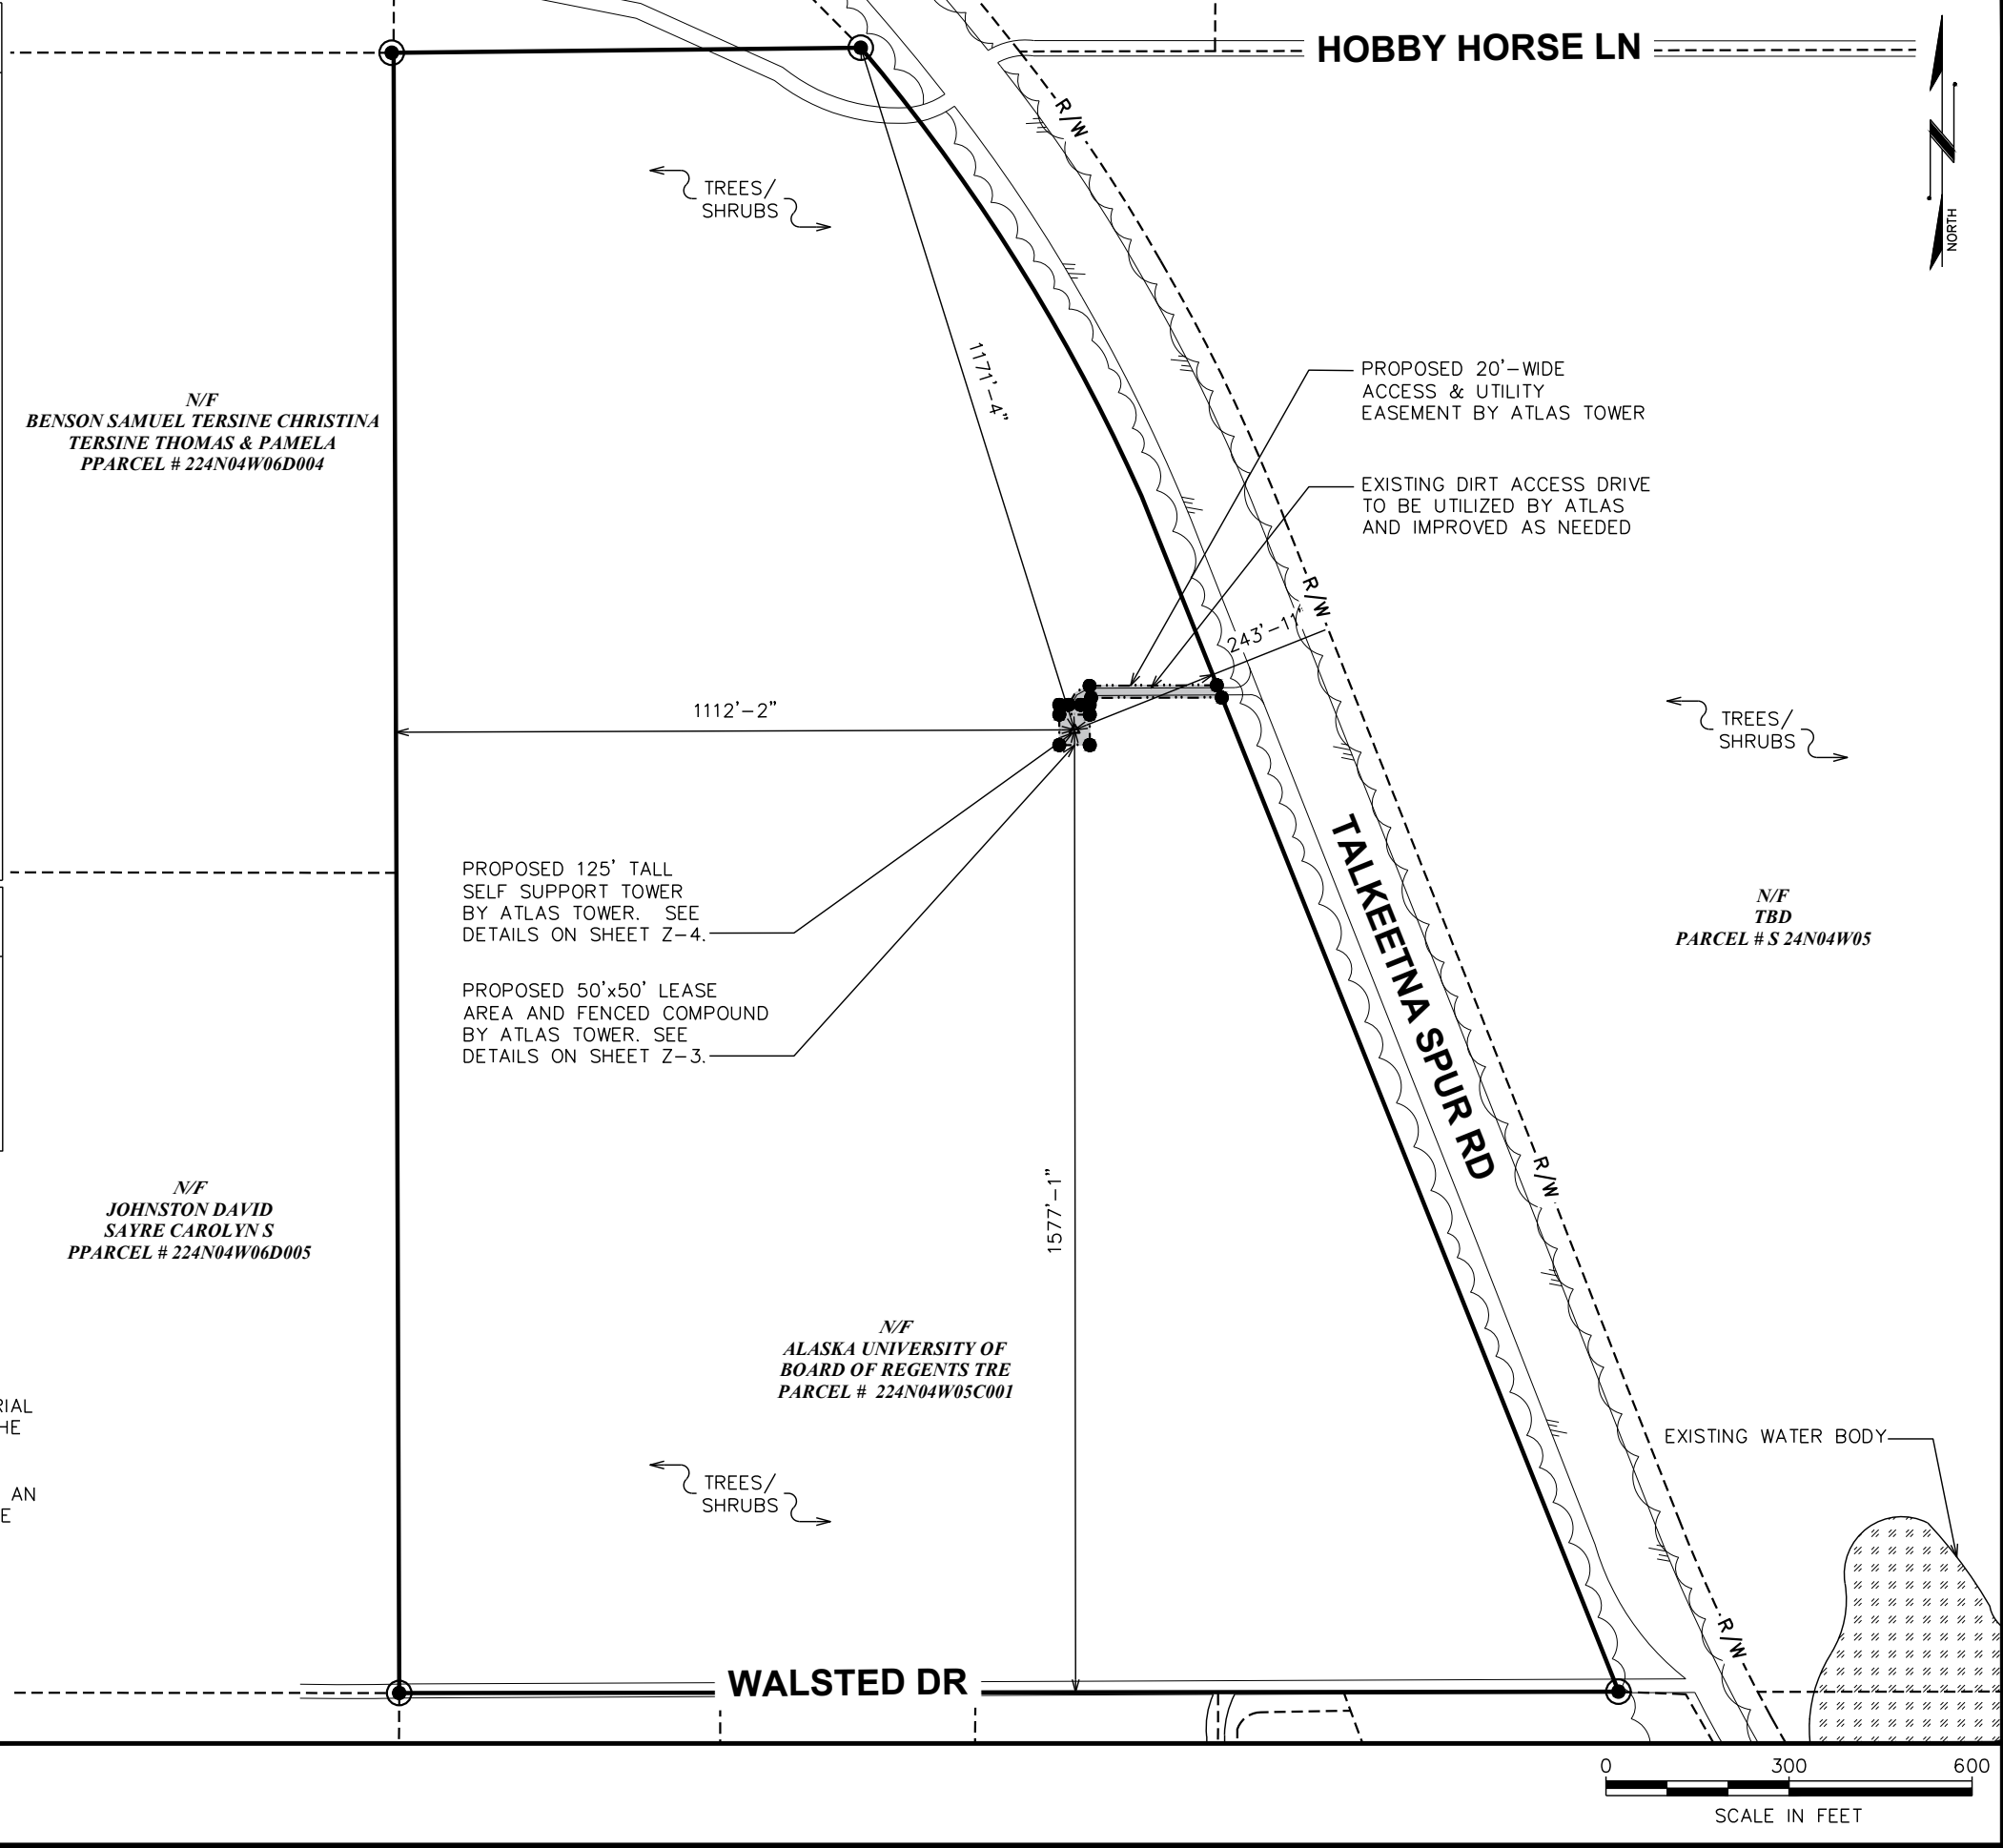 HOBBY HORSE LN
NORTH
R/W
TREES/
SHRUBS
1171'-4"
PROPOSED 20'-WIDE
ACCESS & UTILITY
EASEMENT BY ATLAS TOWER
N/F
BENSON SAMUEL TERSINE CHRISTINA
TERSINE THOMAS & PAMELA
PPARCEL # 224N04W06D004
EXISTING DIRT ACCESS DRIVE
TO BE UTILIZED BY ATLAS
AND IMPROVED AS NEEDED
R/W
243'-11"
1112'-2"
TREES/
SHRUBS
PROPOSED 125' TALL
SELF SUPPORT TOWER
BY ATLAS TOWER. SEE
DETAILS ON SHEET Z-4.
TALKEETNA SPUR RD
N/F
TBD
PARCEL # S 24N04W05
PROPOSED 50'x50' LEASE
AREA AND FENCED COMPOUND
BY ATLAS TOWER. SEE
DETAILS ON SHEET Z-3.
1577'-1"
R/W
N/F
JOHNSTON DAVID
SAYRE CAROLYN S
PPARCEL # 224N04W06D005
N/F
ALASKA UNIVERSITY OF
BOARD OF REGENTS TRE
PARCEL # 224N04W05C001
RIAL
HE
AN
E
EXISTING WATER BODY
TREES/
SHRUBS
R/W
WALSTED DR
0 300 600
SCALE IN FEET